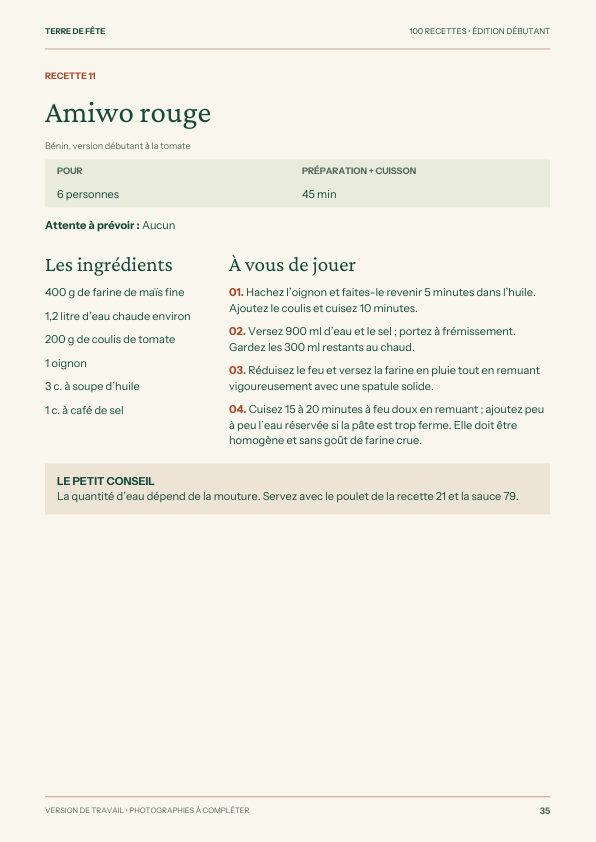 TERRE DE FÊTE
100 RECETTES • ÉDITION DÉBUTANT
RECETTE 11
Amiwo rouge
Bénin, version débutant à la tomate
POUR
6 personnes
PRÉPARATION + CUISSON
45 min
Attente à prévoir : Aucun
Les ingrédients
400 g de farine de maïs fine
1,2 litre d’eau chaude environ
200 g de coulis de tomate
1 oignon
3 c. à soupe d’huile
1 c. à café de sel
À vous de jouer
01. Hachez l’oignon et faites-le revenir 5 minutes dans l’huile.
Ajoutez le coulis et cuisez 10 minutes.
02. Versez 900 ml d’eau et le sel ; portez à frémissement.
Gardez les 300 ml restants au chaud.
03. Réduisez le feu et versez la farine en pluie tout en remuant
vigoureusement avec une spatule solide.
04. Cuisez 15 à 20 minutes à feu doux en remuant ; ajoutez peu
à peu l’eau réservée si la pâte est trop ferme. Elle doit être
homogène et sans goût de farine crue.
LE PETIT CONSEIL
La quantité d’eau dépend de la mouture. Servez avec le poulet de la recette 21 et la sauce 79.
VERSION DE TRAVAIL • PHOTOGRAPHIES À COMPLÉTER
35